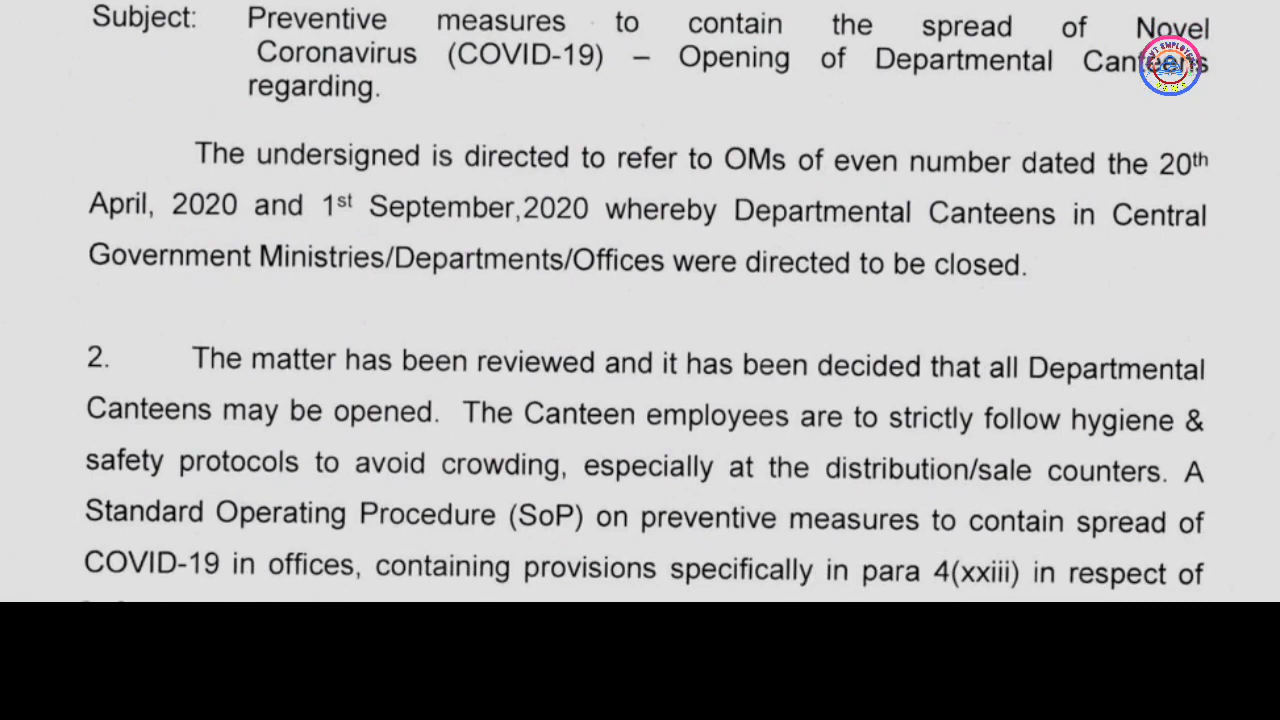 Subject: Preventive measures to contain the spread of Novel
Coronavirus (COVID-19) – Opening of Departmental Canteens
regarding.
The undersigned is directed to refer to OMs of even number dated the 20th
April, 2020 and 1st September,2020 whereby Departmental Canteens in Central
Government Ministries/Departments/Offices were directed to be closed.
2. The matter has been reviewed and it has been decided that all Departmental
Canteens may be opened. The Canteen employees are to strictly follow hygiene &
safety protocols to avoid crowding, especially at the distribution/sale counters. A
Standard Operating Procedure (SoP) on preventive measures to contain spread of
COVID-19 in offices, containing provisions specifically in para 4(xxiii) in respect of